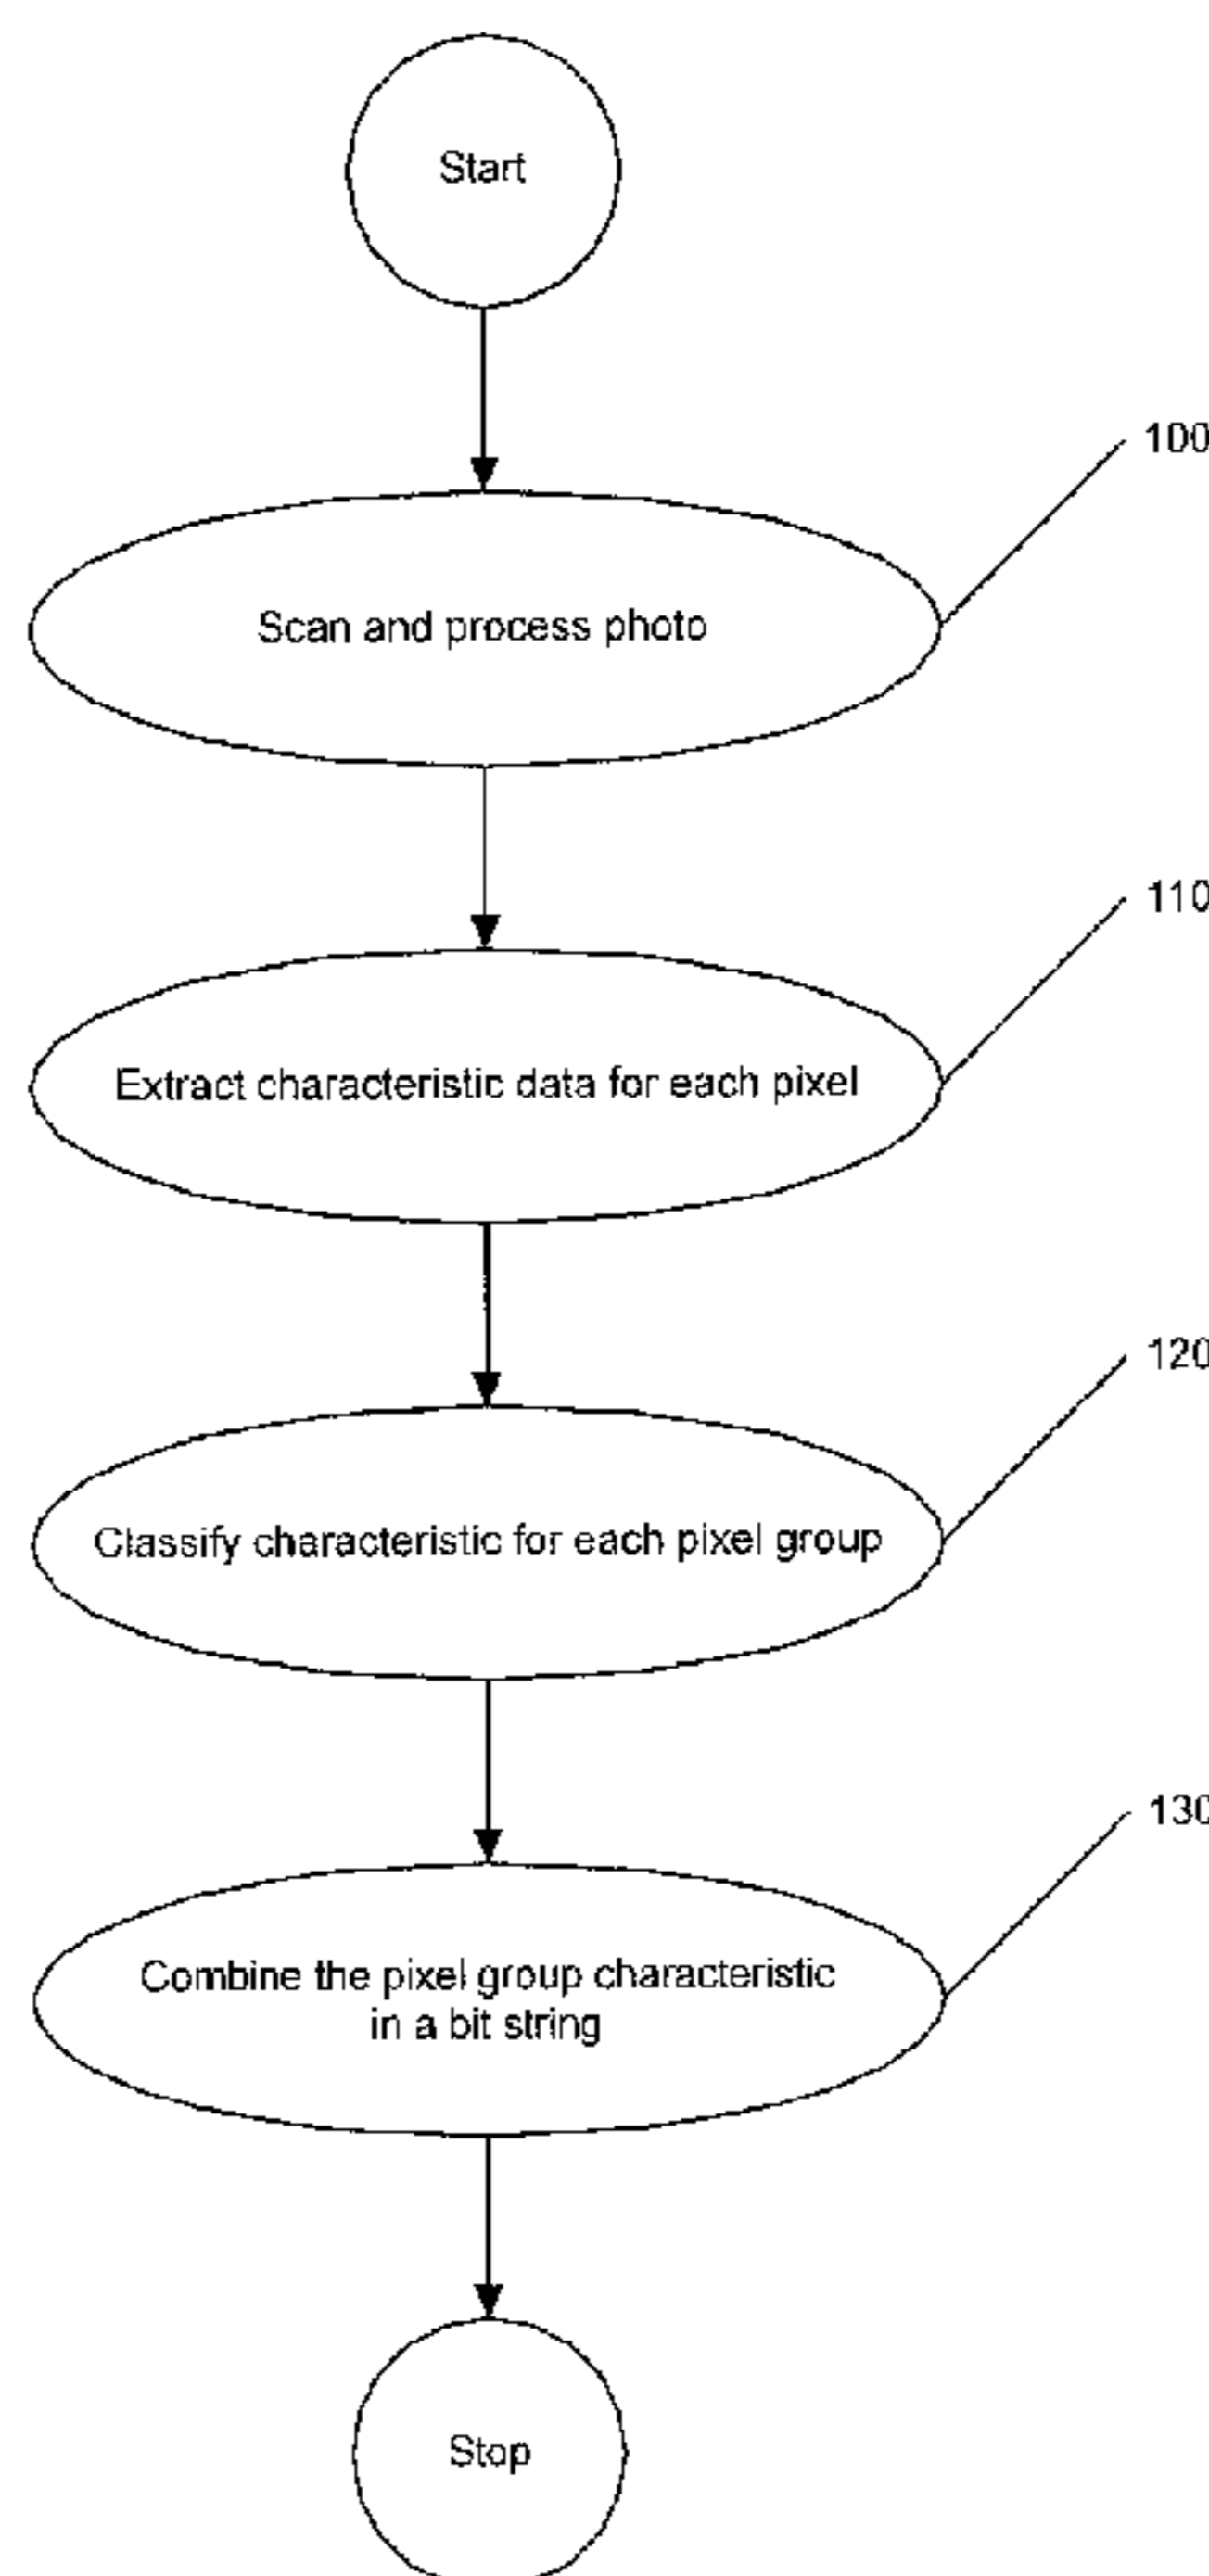 Start
100
Scan and process photo
110
Extract characteristic data for each pixel
120
Classify characteristic for each pixel group
130
Combine the pixel group characteristic
in a bit string
Stop